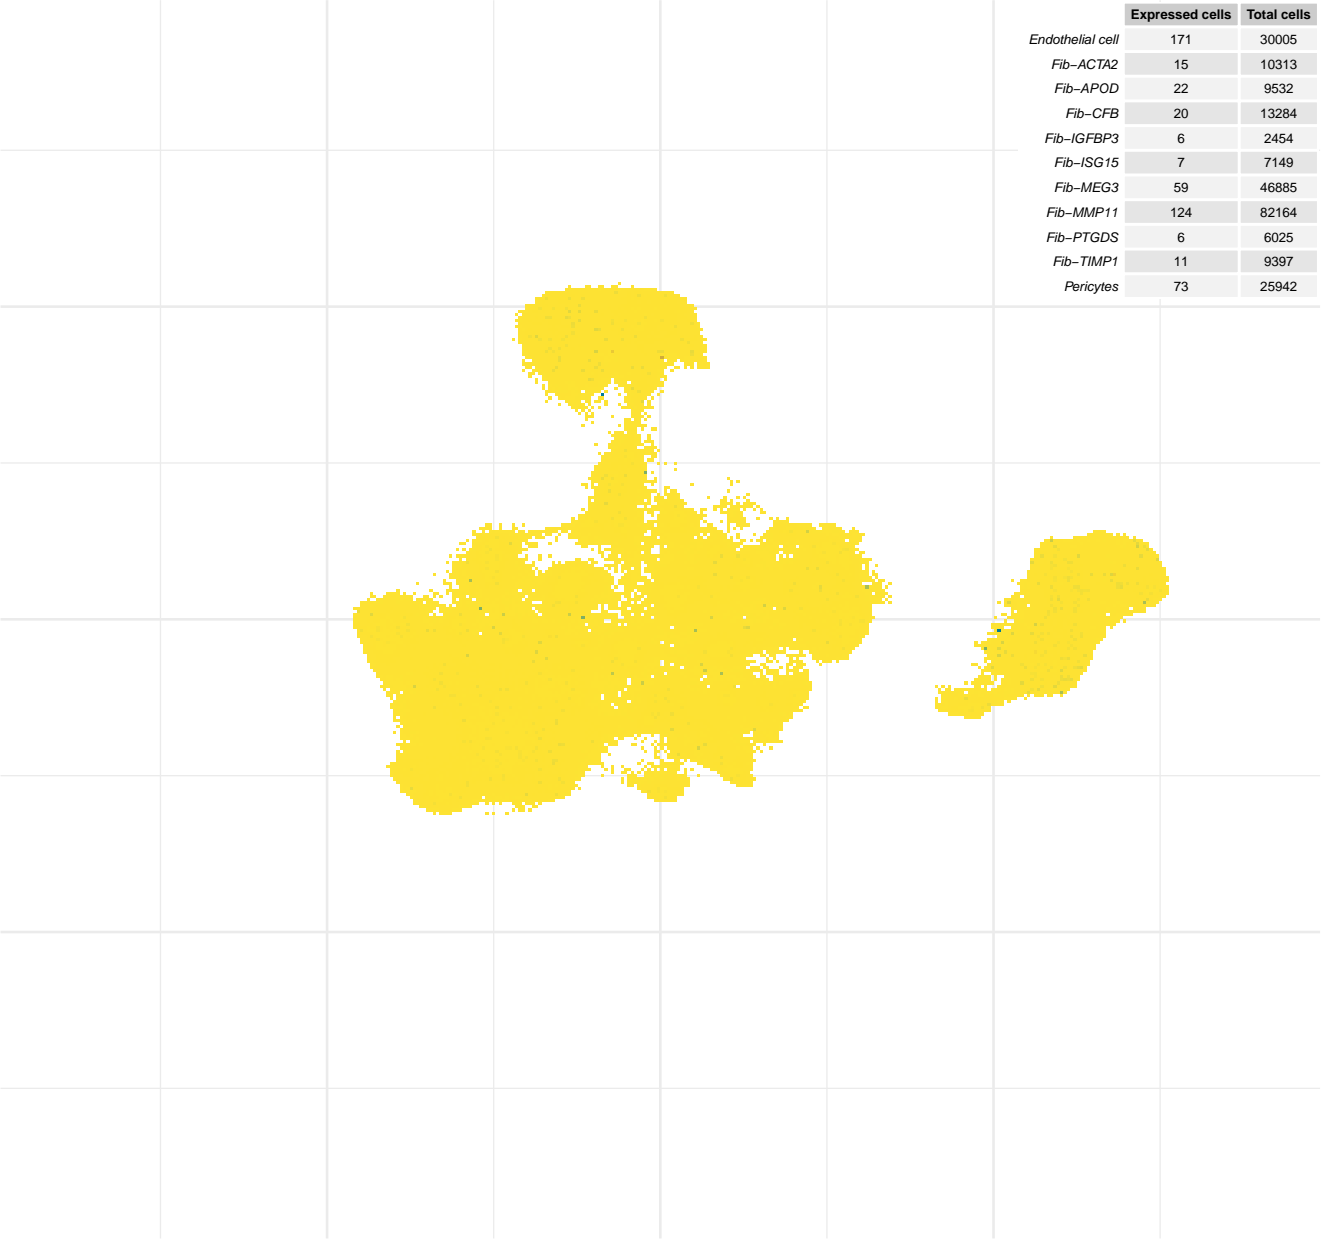 Expressed cells Total cells
Endothelial cell 171 30005
Fib−ACTA2 15 10313
Fib−APOD 22 9532
Fib−CFB 20 13284
Fib−IGFBP3 6 2454
Fib−ISG15 7 7149
Fib−MEG3 59 46885
Fib−MMP11 124 82164
Fib−PTGDS 6 6025
Fib−TIMP1 11 9397
Pericytes 73 25942